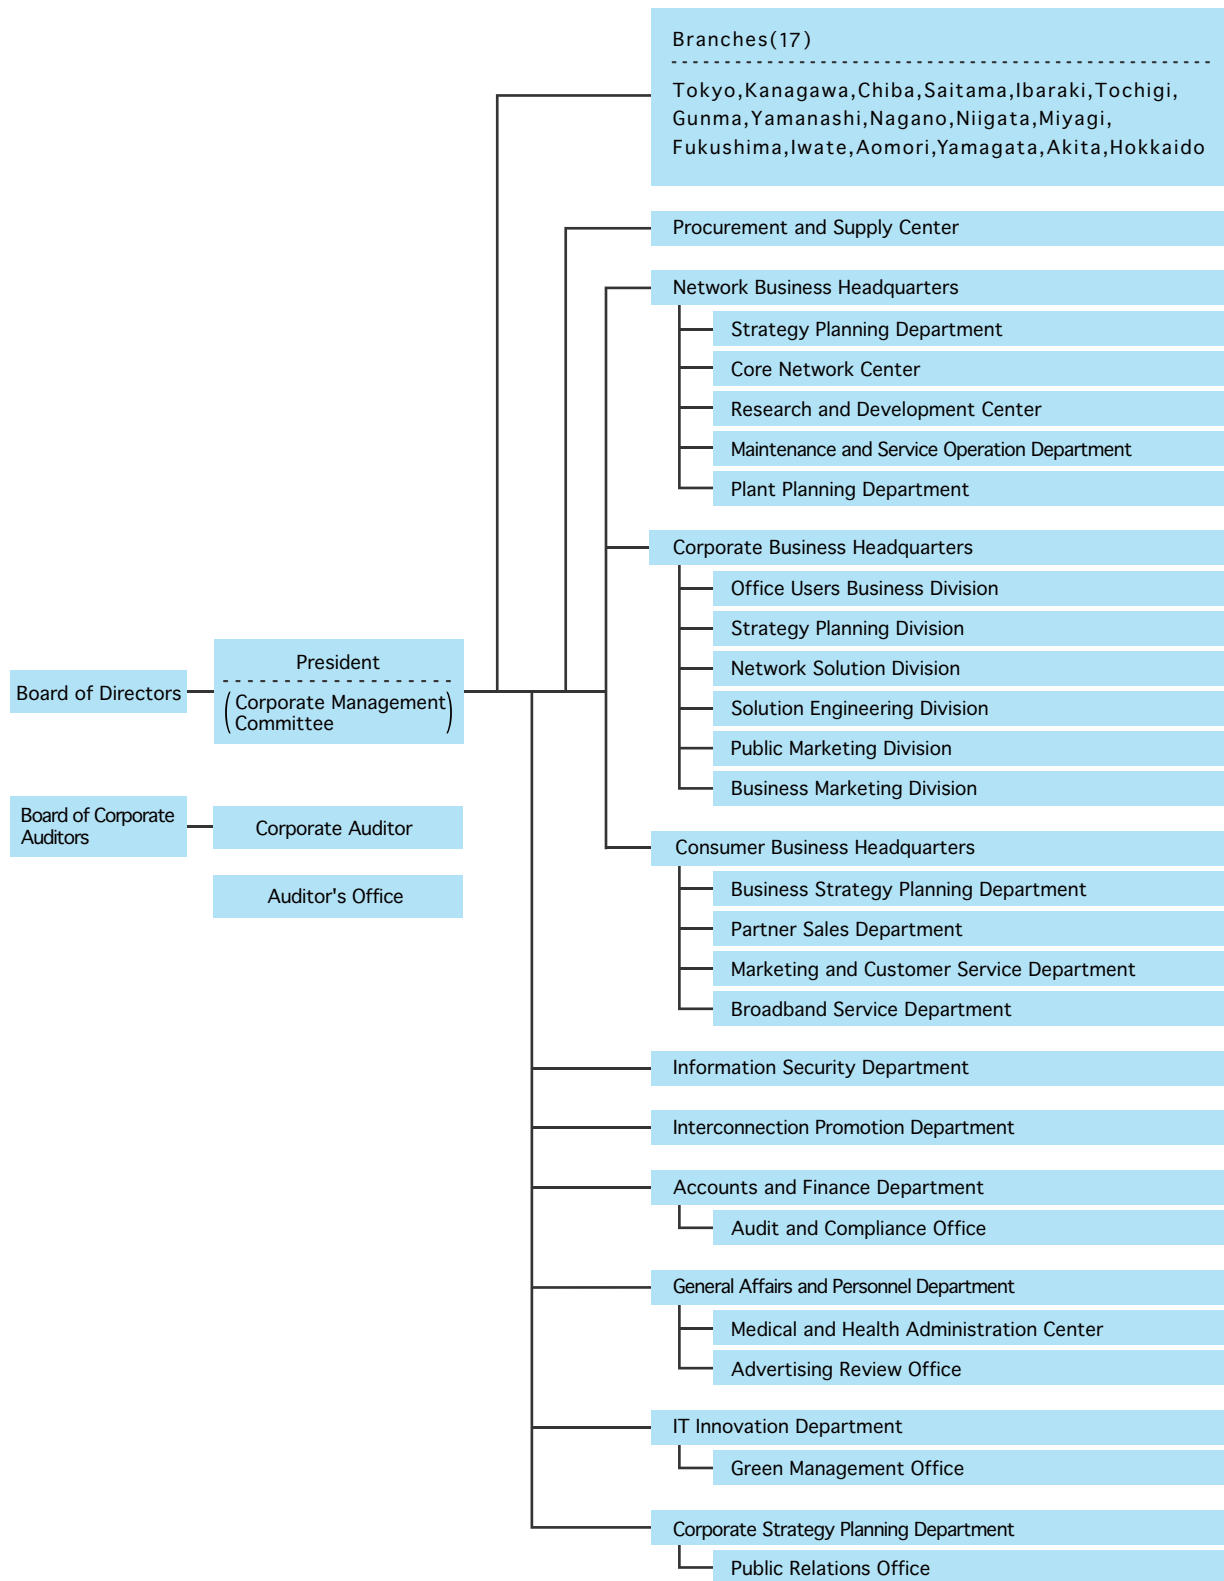 Branches(17)
Tokyo,Kanagawa,Chiba,Saitama,Ibaraki,Tochigi,
Gunma,Yamanashi,Nagano,Niigata,Miyagi,
Fukushima,Iwate,Aomori,Yamagata,Akita,Hokkaido
Procurement and Supply Center
Network Business Headquarters
Strategy Planning Department
Core Network Center
Research and Development Center
Maintenance and Service Operation Department
Plant Planning Department
Corporate Business Headquarters
Office Users Business Division
Strategy Planning Division
Network Solution Division
Solution Engineering Division
Public Marketing Division
Business Marketing Division
Board of Directors
President
(Corporate Management
Committee)
Board of Corporate
Auditors
Corporate Auditor
Auditor's Office
Consumer Business Headquarters
Business Strategy Planning Department
Partner Sales Department
Marketing and Customer Service Department
Broadband Service Department
Information Security Department
Interconnection Promotion Department
Accounts and Finance Department
Audit and Compliance Office
General Affairs and Personnel Department
Medical and Health Administration Center
Advertising Review Office
IT Innovation Department
Green Management Office
Corporate Strategy Planning Department
Public Relations Office